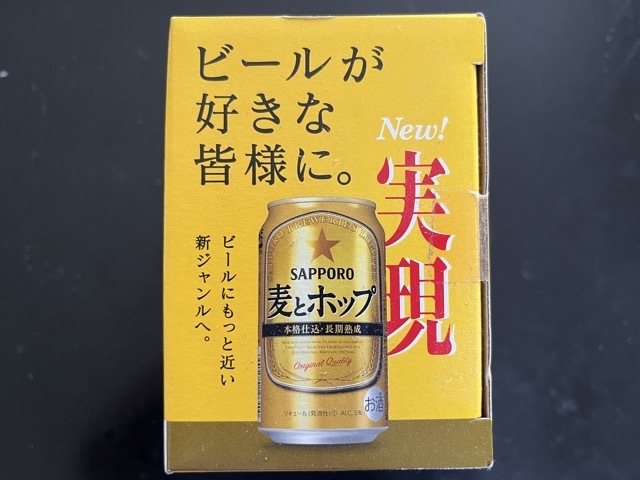 ビールが
好きな
皆様に。
New!
実現
ビールにもっと近い
新ジャンルへ。
SAPPORO
麦とホップ
本格仕込・長期熟成
Original Quality
リキュール(発泡性)① ALC.5%
お酒